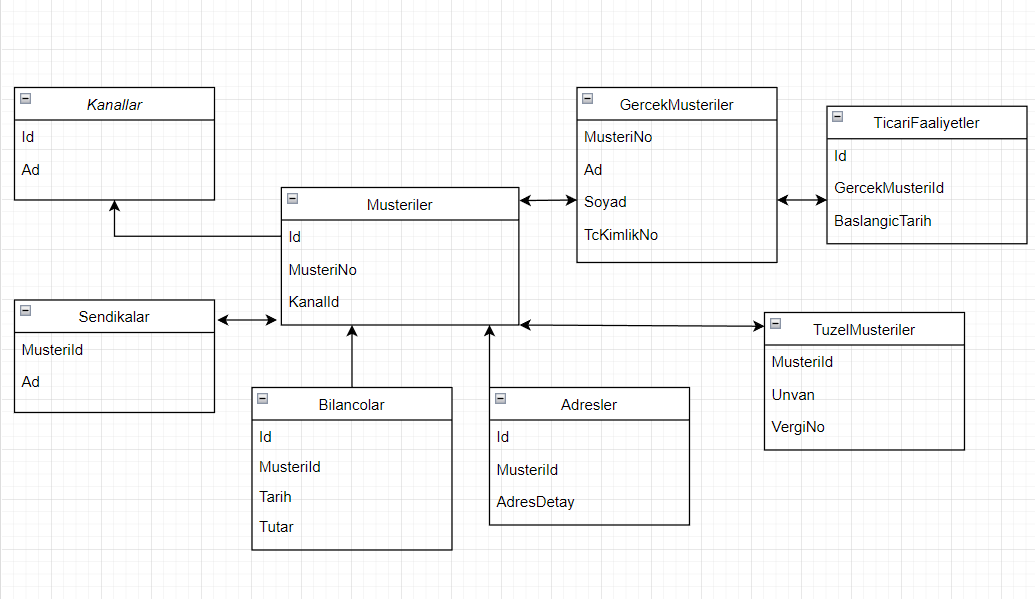 Kanallar
Id
Ad
GercekMusteriler
MusteriNo
Ad
Soyad
TcKimlikNo
TicariFaaliyetler
Id
GercekMusteriId
BaslangicTarih
Musteriler
Id
MusteriNo
KanalId
Sendikalar
MusteriId
Ad
TuzelMusteriler
MusteriId
Unvan
VergiNo
Bilancolar
Id
MusteriId
Tarih
Tutar
Adresler
Id
MusteriId
AdresDetay